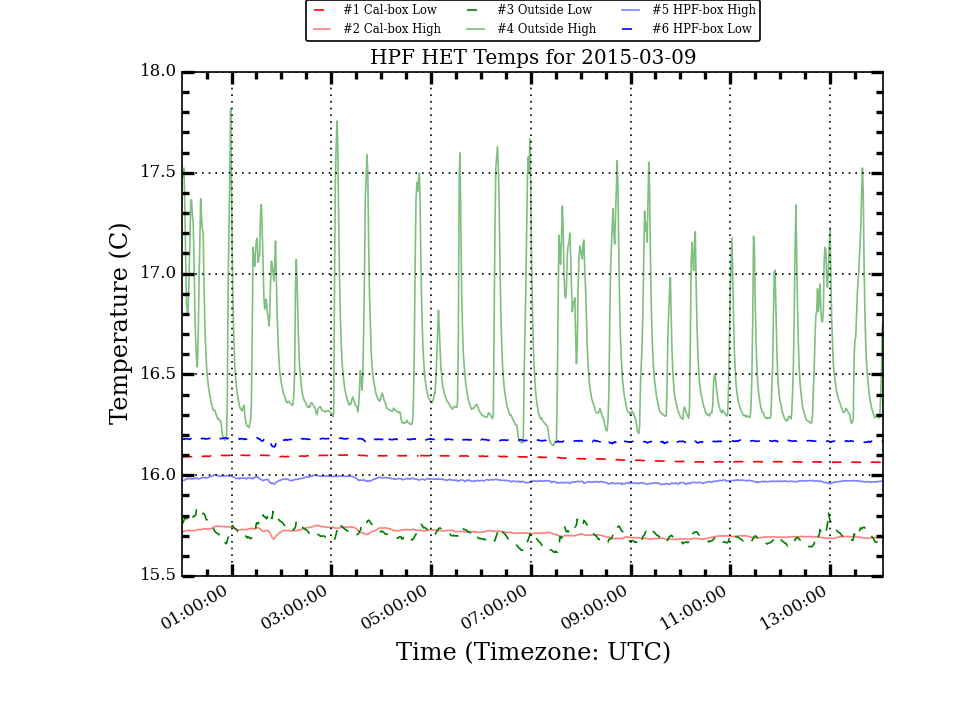 #1 Cal-box Low #3 Outside Low #5 HPF-box High
#2 Cal-box High #4 Outside High #6 HPF-box Low
HPF HET Temps for 2015-03-09
18.0
17.5
17.0
16.5
16.0
15.5
Temperature (C)
01:00:00 03:00:00 05:00:00 07:00:00 09:00:00 11:00:00 13:00:00
Time (Timezone: UTC)